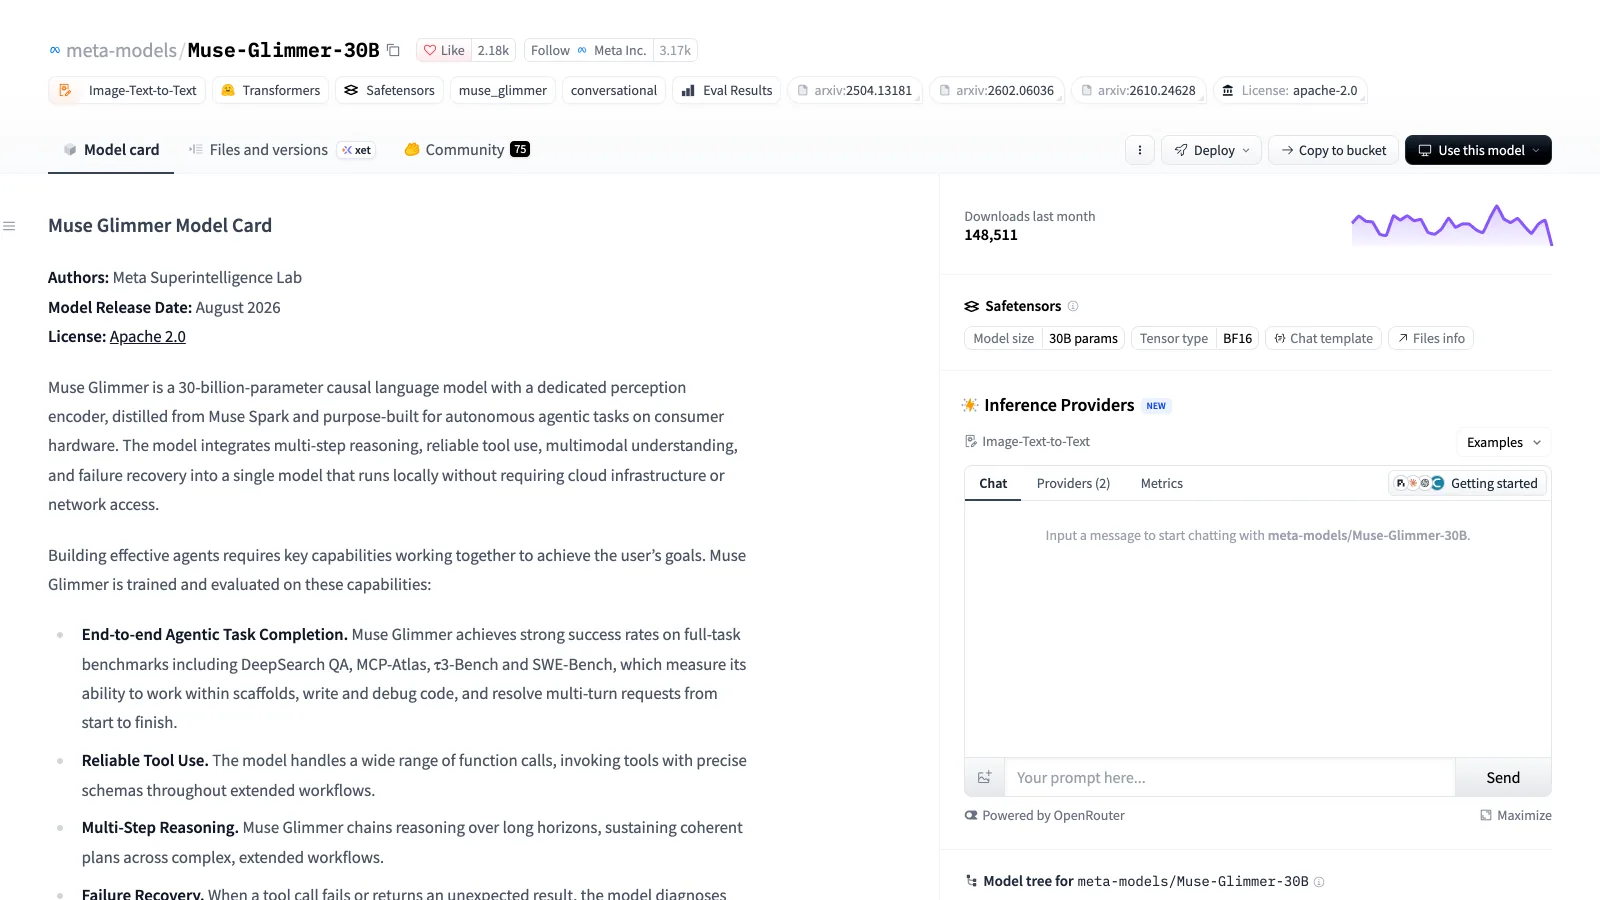 meta-models/Muse-Glimmer-30B
Like 2.18k
Follow Meta Inc. 3.17k
Image-Text-to-Text
Transformers
Safetensors
muse_glimmer
conversational
Eval Results
arxiv:2504.13181
arxiv:2602.06036
arxiv:2610.24628
License: apache-2.0
Model card
Files and versions xet
Community 75
Deploy
Copy to bucket
Use this model
Muse Glimmer Model Card
Authors: Meta Superintelligence Lab
Model Release Date: August 2026
License: Apache 2.0
Muse Glimmer is a 30-billion-parameter causal language model with a dedicated perception
encoder, distilled from Muse Spark and purpose-built for autonomous agentic tasks on consumer
hardware. The model integrates multi-step reasoning, reliable tool use, multimodal understanding,
and failure recovery into a single model that runs locally without requiring cloud infrastructure or
network access.
Building effective agents requires key capabilities working together to achieve the user’s goals. Muse
Glimmer is trained and evaluated on these capabilities:
End-to-end Agentic Task Completion. Muse Glimmer achieves strong success rates on full-task
benchmarks including DeepSearch QA, MCP-Atlas, τ3-Bench and SWE-Bench, which measure its
ability to work within scaffolds, write and debug code, and resolve multi-turn requests from
start to finish.
Reliable Tool Use. The model handles a wide range of function calls, invoking tools with precise
schemas throughout extended workflows.
Multi-Step Reasoning. Muse Glimmer chains reasoning over long horizons, sustaining coherent
plans across complex, extended workflows.
Failure Recovery. When a tool call fails or returns an unexpected result, the model diagnoses
Downloads last month
148,511
Safetensors
Model size 30B params
Tensor type BF16
Chat template
Files info
Inference Providers NEW
Image-Text-to-Text
Examples
Chat
Providers (2)
Metrics
Getting started
Input a message to start chatting with meta-models/Muse-Glimmer-30B.
Your prompt here...
Send
Powered by OpenRouter
Maximize
Model tree for meta-models/Muse-Glimmer-30B